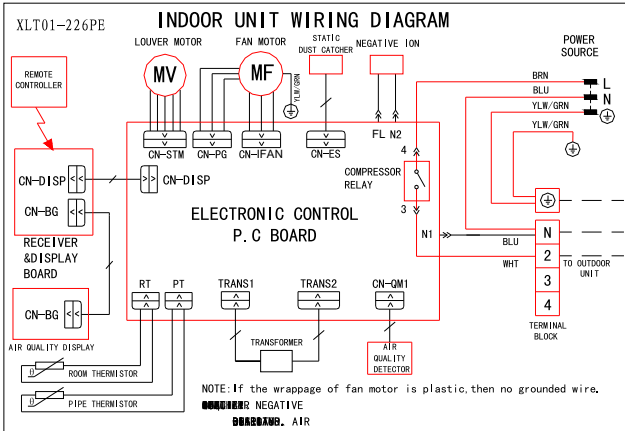 XLT01-226PE
INDOOR UNIT WIRING DIAGRAM
LOUVER MOTOR
FAN MOTOR
STATIC
DUST CATCHER
NEGATIVE ION
POWER
SOURCE
REMOTE
CONTROLLER
MV
MF
YLW/GRN
BRN
L
BLU
N
YLW/GRN
YLW/GRN
FL N2
4
CN-STM
CN-PG
CN-IFAN
CN-ES
CN-DISP
CN-DISP
COMPRESSOR
RELAY
CN-BG
3
ELECTRONIC CONTROL
P.C BOARD
N1
BLU
N
RECEIVER
&DISPLAY
BOARD
WHT
2
TO OUTDOOR
UNIT
RT
PT
TRANS1
TRANS2
CN-QM1
3
4
CN-BG
TERMINAL
BLOCK
AIR QUALITY DISPLAY
TRANSFORMER
AIR
QUALITY
DETECTOR
θ
ROOM THERMISTOR
θ
PIPE THERMISTOR
NOTE:If the wrappage of fan motor is plastic,then no grounded wire.
NEGATIVE
AIR